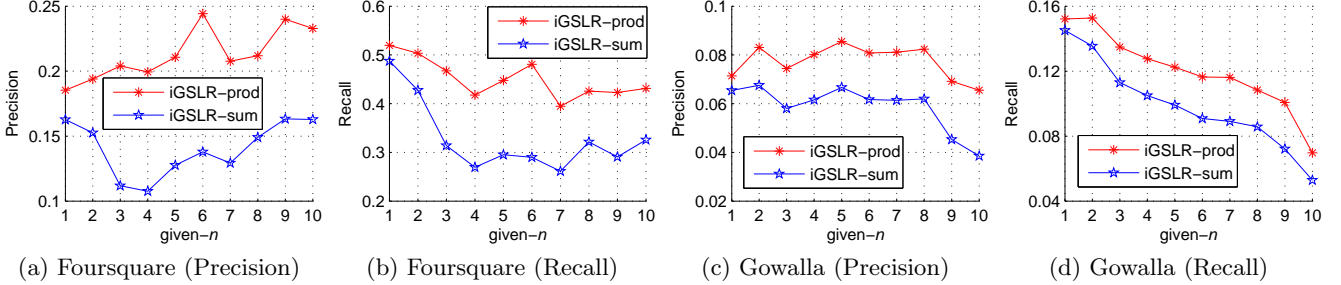 0.25
0.2
0.15
0.1
Precision
iGSLR−prod
iGSLR−sum
1 2 3 4 5 6 7 8 9 10
given−n
(a) Foursquare (Precision)
0.6
0.5
0.4
0.3
0.2
Recall
iGSLR−prod
iGSLR−sum
1 2 3 4 5 6 7 8 9 10
given−n
(b) Foursquare (Recall)
0.1
0.08
0.06
0.04
0.02
Precision
iGSLR−prod
iGSLR−sum
1 2 3 4 5 6 7 8 9 10
given−n
(c) Gowalla (Precision)
0.16
0.12
0.08
0.04
Recall
iGSLR−prod
iGSLR−sum
1 2 3 4 5 6 7 8 9 10
given−n
(d) Gowalla (Recall)